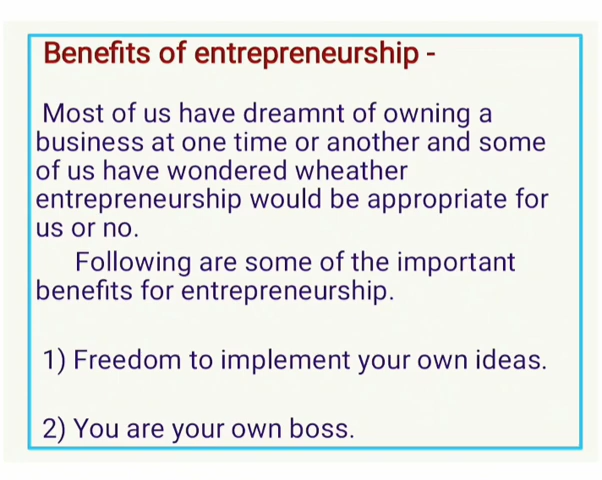 Benefits of entrepreneurship -
Most of us have dreamnt of owning a
business at one time or another and some
of us have wondered wheather
entrepreneurship would be appropriate for
us or no.
Following are some of the important
benefits for entrepreneurship.
1) Freedom to implement your own ideas.
2) You are your own boss.